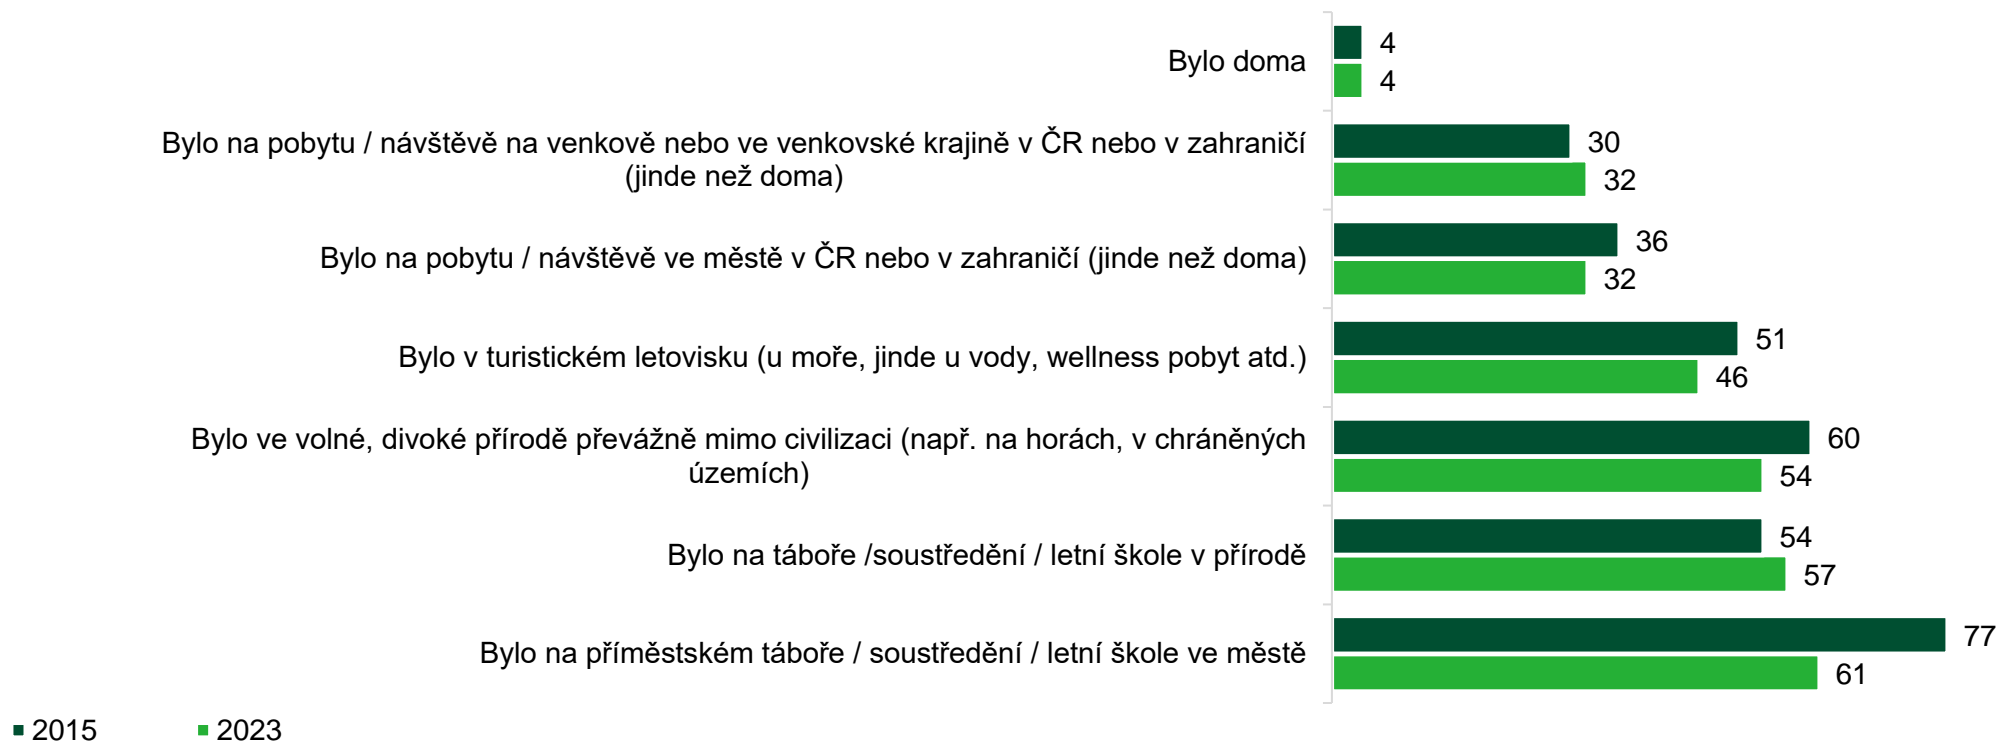 Bylo doma
4
4
Bylo na pobytu / návštěvě na venkově nebo ve venkovské krajině v ČR nebo v zahraničí
(jinde než doma)
30
32
Bylo na pobytu / návštěvě ve městě v ČR nebo v zahraničí (jinde než doma)
36
32
Bylo v turistickém letovisku (u moře, jinde u vody, wellness pobyt atd.)
51
46
Bylo ve volné, divoké přírodě převážně mimo civilizaci (např. na horách, v chráněných
územích)
60
54
Bylo na táboře /soustředění / letní škole v přírodě
54
57
Bylo na příměstském táboře / soustředění / letní škole ve městě
77
61
2015 2023